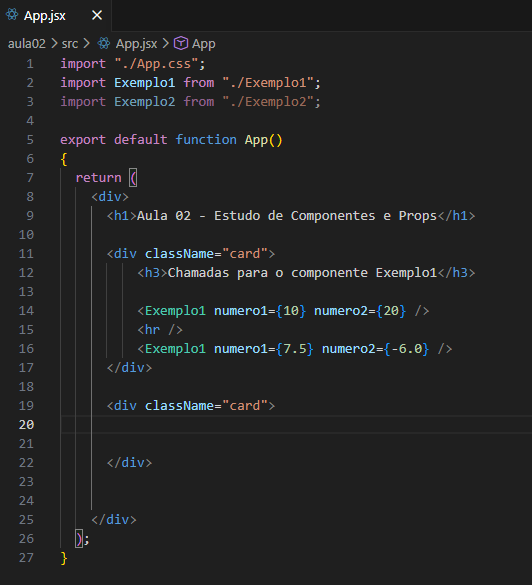 App.jsx
aula02 > src > App.jsx > App
1 import "./App.css";
2 import Exemplo1 from "./Exemplo1";
3 import Exemplo2 from "./Exemplo2";
4
5 export default function App()
6 {
7   return (
8     <div>
9       <h1>Aula 02 - Estudo de Componentes e Props</h1>
10
11       <div className="card">
12           <h3>Chamadas para o componente Exemplo1</h3>
13
14           <Exemplo1 numero1={10} numero2={20} />
15           <hr />
16           <Exemplo1 numero1={7.5} numero2={-6.0} />
17       </div>
18
19       <div className="card">
20
21
22       </div>
23
24
25     </div>
26   );
27 }